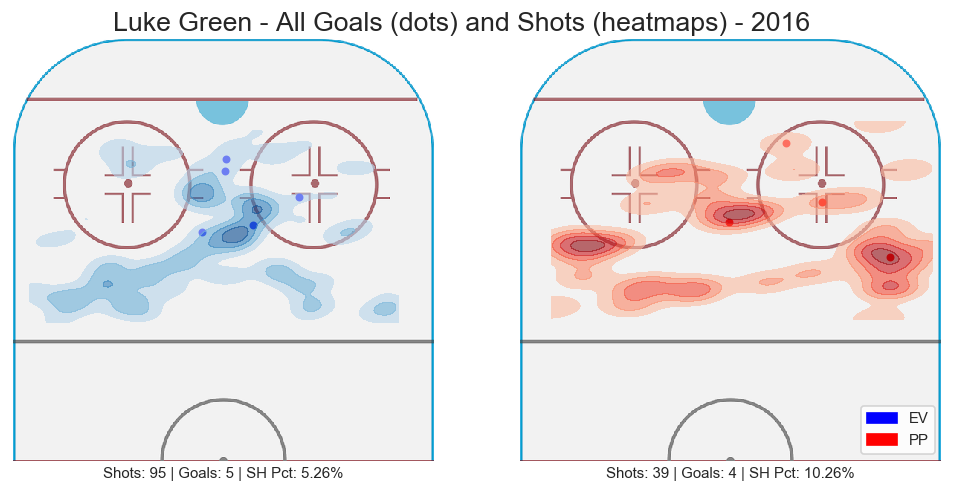 Luke Green - All Goals (dots) and Shots (heatmaps) - 2016
EV
PP
Shots: 95 | Goals: 5 | SH Pct: 5.26%
Shots: 39 | Goals: 4 | SH Pct: 10.26%